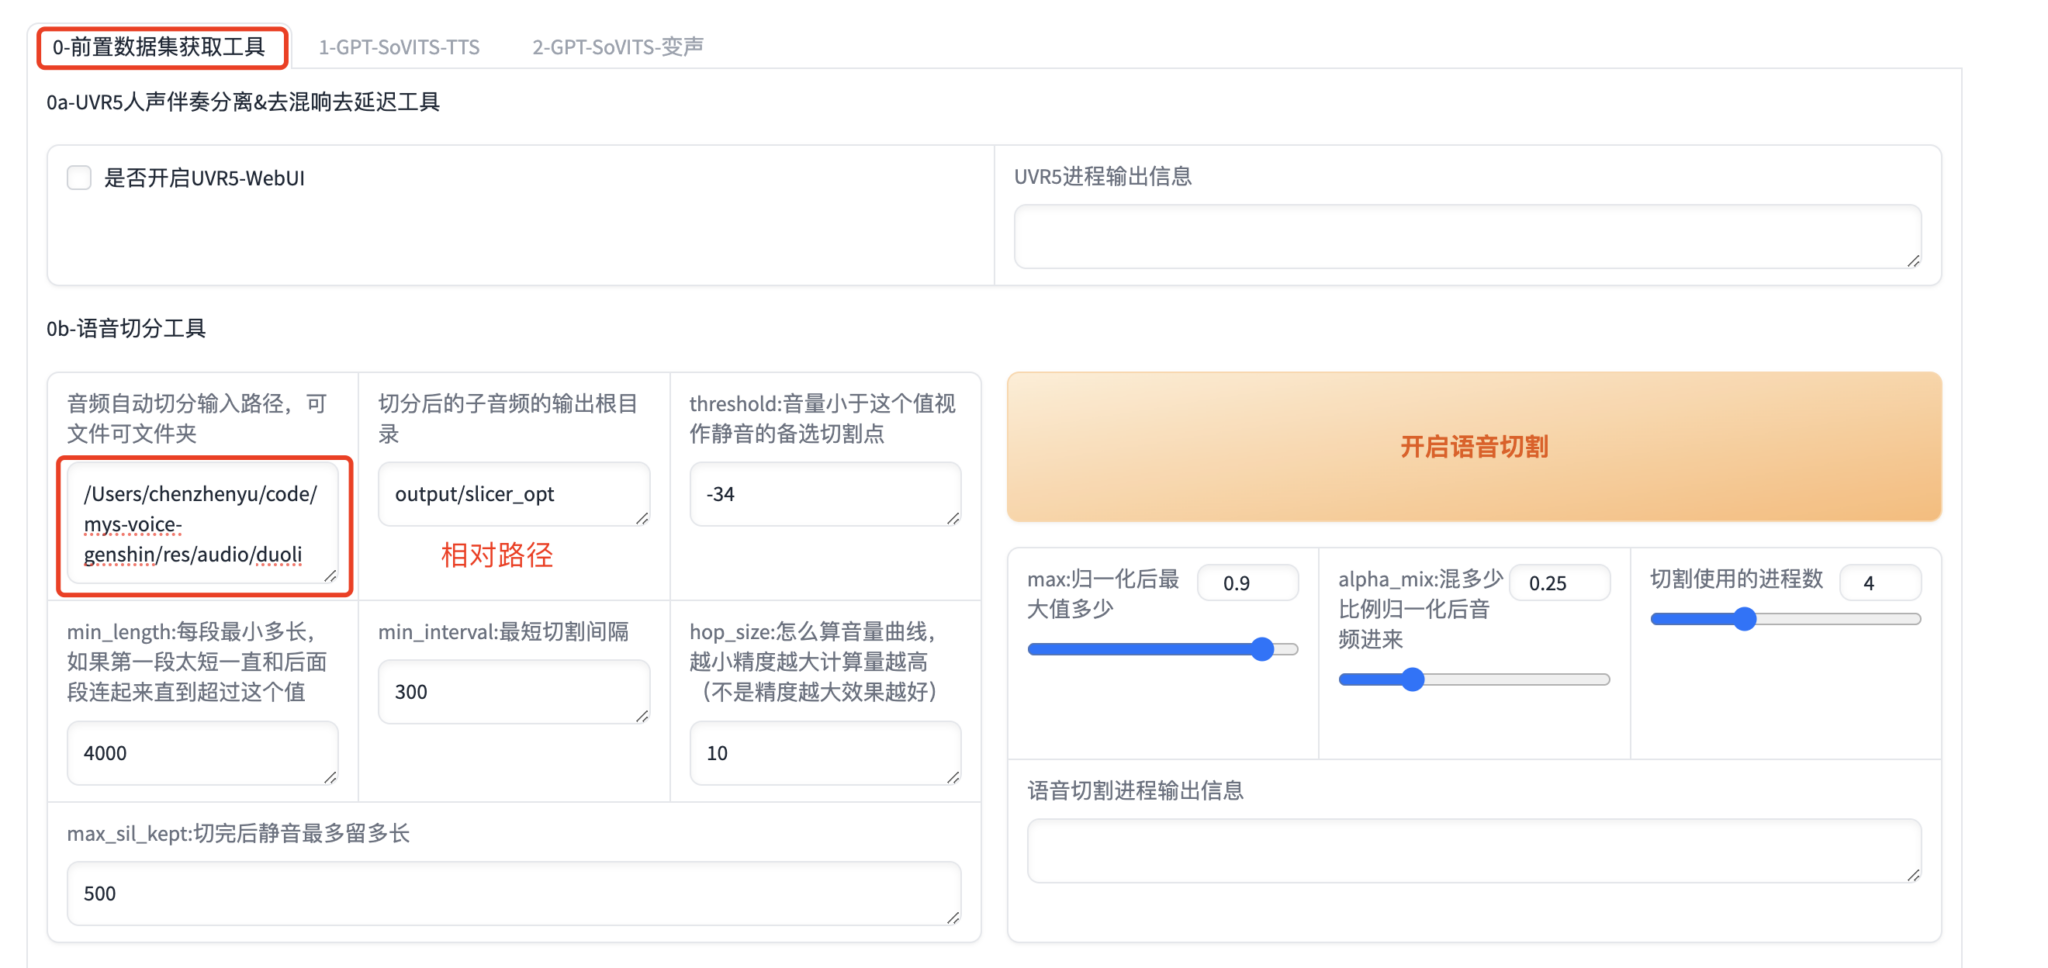 0-前置数据集获取工具
1-GPT-SoVITS-TTS
2-GPT-SoVITS-变声
0a-UVR5人声伴奏分离&去混响去延迟工具
是否开启UVR5-WebUI
UVR5进程输出信息
0b-语音切分工具
音频自动切分输入路径，可
文件可文件夹
/Users/chenzhenyu/code/
mys-voice-
genshin/res/audio/duoli
切分后的子音频的输出根目
录
output/slicer_opt
相对路径
threshold:音量小于这个值视
作静音的备选切割点
-34
min_length:每段最小多长，
如果第一段太短一直和后面
段连起来直到超过这个值
4000
min_interval:最短切割间隔
300
hop_size:怎么算音量曲线，
越小精度越大计算量越高
（不是精度越大效果越好）
10
max_sil_kept:切完后静音最多留多长
500
开启语音切割
max:归一化后最
大值多少
0.9
alpha_mix:混多少
比例归一化后音
频进来
0.25
切割使用的进程数
4
语音切割进程输出信息